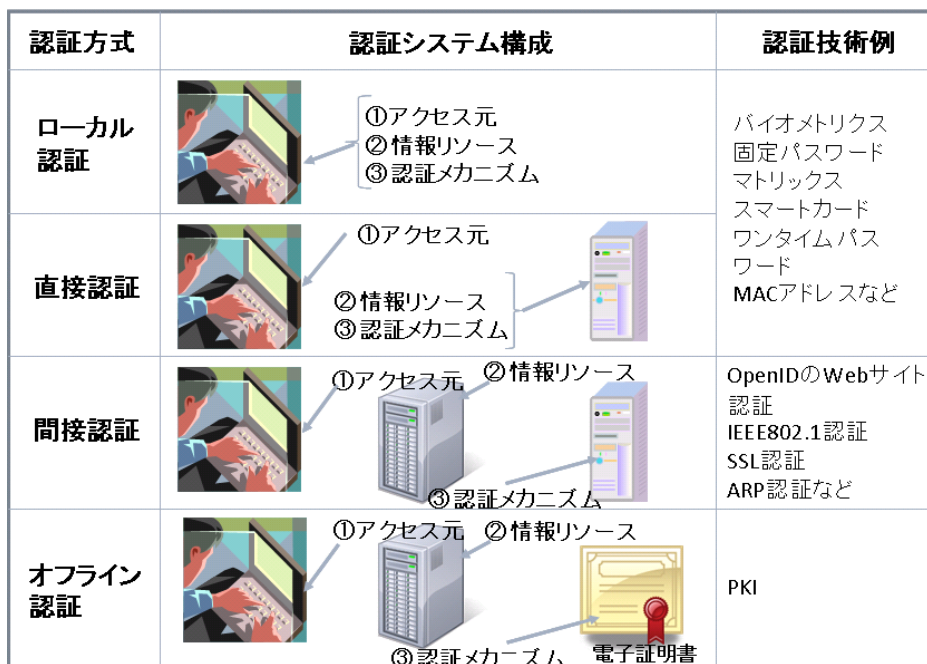 認証方式
認証システム構成
認証技術例
ローカル
認証
①アクセス元
②情報リソース
③認証メカニズム
バイオメトリクス
固定パスワード
マトリックス
スマートカード
ワンタイムパス
ワード
MACアドレスなど
直接認証
①アクセス元
②情報リソース
③認証メカニズム
間接認証
①アクセス元
②情報リソース
③認証メカニズム
OpenIDのWebサイト
認証
IEEE802.1認証
SSL認証
ARP認証など
オフライン
認証
①アクセス元
②情報リソース
③認証メカニズム
電子証明書
PKI